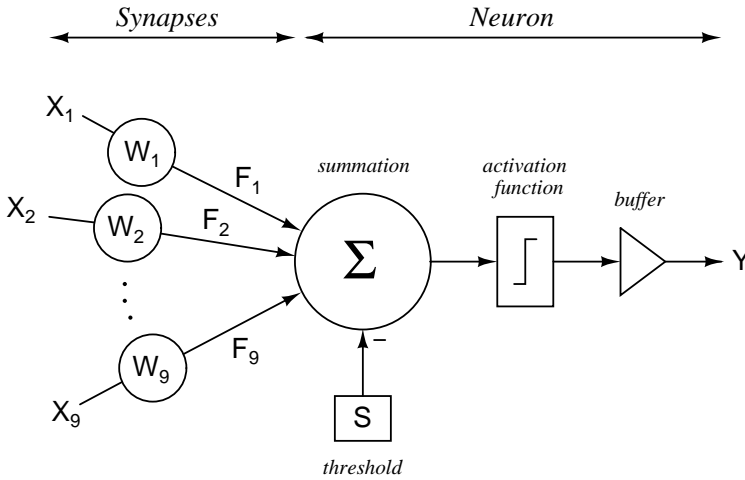 Synapses Neuron
X1
W1
F1
summation
activation
function
buffer
X2
W2
F2
Σ
Y
W9
F9
X9
−
S
threshold